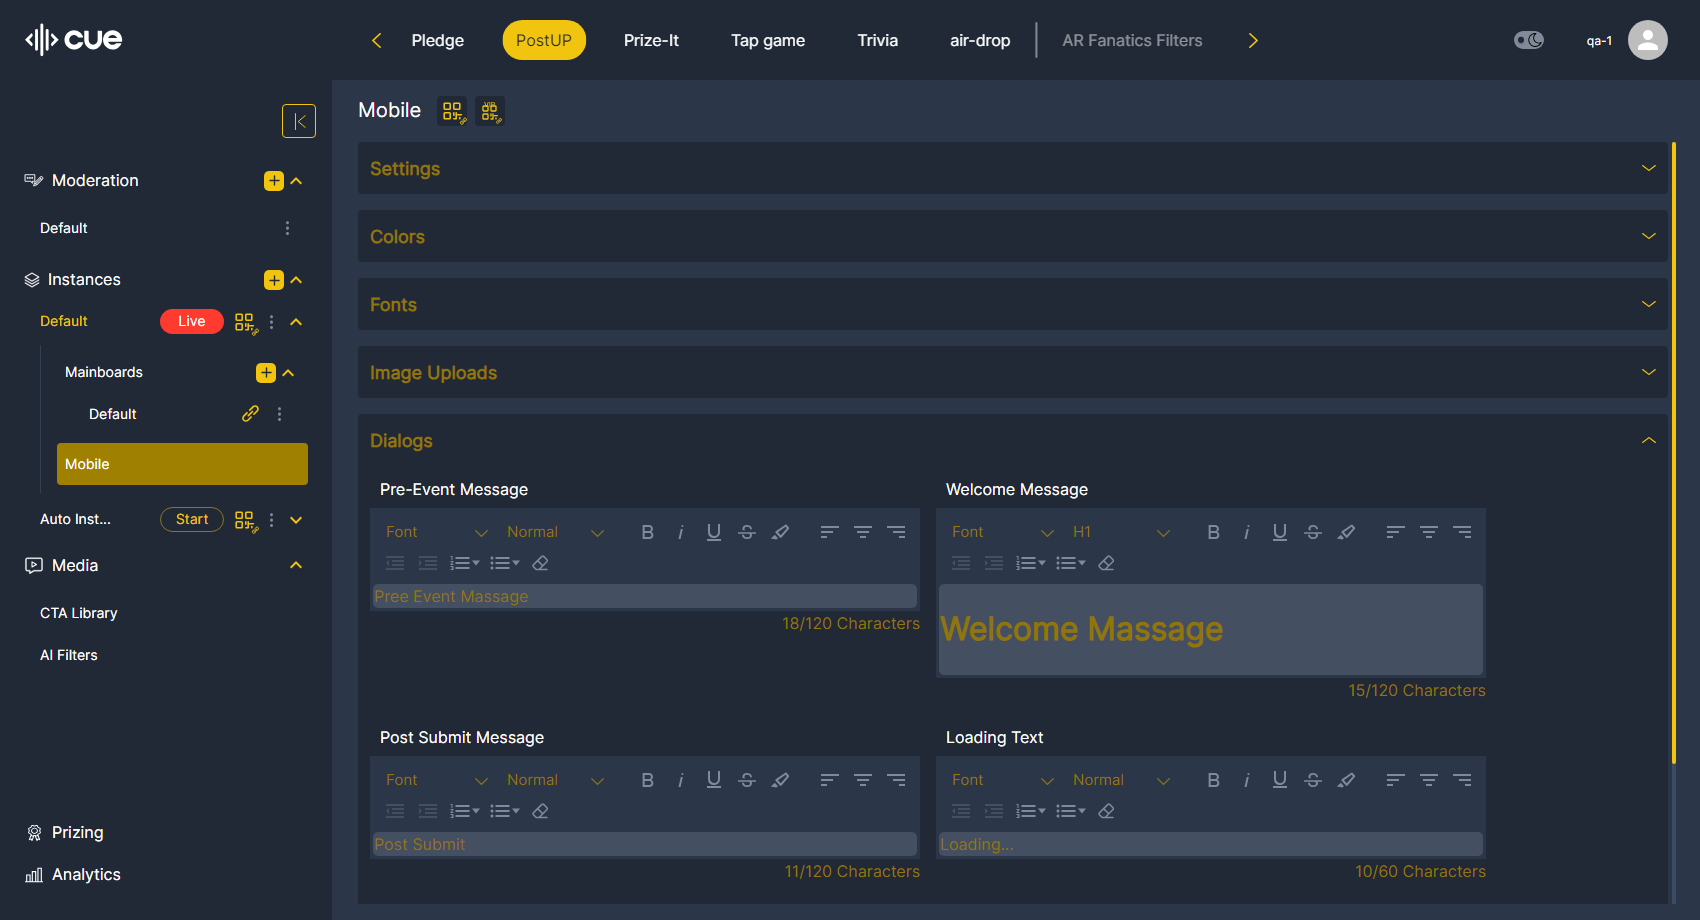 cue
Pledge
PostUP
Prize-It
Tap game
Trivia
air-drop
AR Fanatics Filters
qa-1
Moderation
Default
Instances
Default
Live
Mainboards
Default
Mobile
Auto Inst...
Start
Media
CTA Library
AI Filters
Prizing
Analytics
Mobile
VIP
Settings
Colors
Fonts
Image Uploads
Dialogs
Pre-Event Message
Font
Normal
Pree Event Massage
18/120 Characters
Welcome Message
Font
H1
Welcome Massage
15/120 Characters
Post Submit Message
Font
Normal
Post Submit
11/120 Characters
Loading Text
Font
Normal
Loading...
10/60 Characters